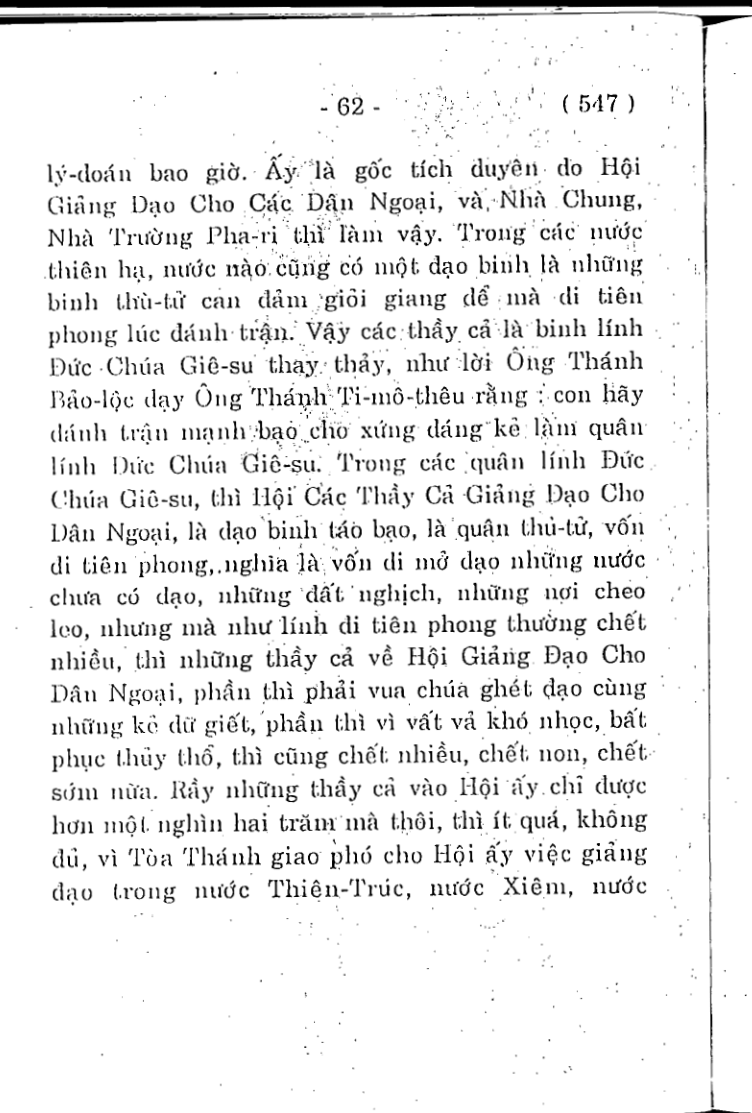 - 62 - ( 547 )
lý-đoán bao giờ. Ấy là gốc tích duyên do Hội
Giảng Đạo Cho Các Dân Ngoại, và Nhà Chung,
Nhà Trường Pha-ri thì làm vậy. Trong các nước
thiên hạ, nước nào cũng có một đạo binh là những
binh thù-tử can đảm giỏi giang để mà đi tiên
phong lúc đánh trận. Vậy các thầy cả là binh lính
Đức Chúa Giê-su thay thảy, như lời Ông Thánh
Bảo-lộc dạy Ông Thánh Ti-mô-thêu rằng : con hãy
đánh trận mạnh bạo cho xứng đáng kẻ làm quân
lính Đức Chúa Giê-su. Trong các quân lính Đức
Chúa Giê-su, thì Hội Các Thầy Cả Giảng Đạo Cho
Dân Ngoại, là đạo binh táo bạo, là quân thù-tử, vốn
đi tiên phong, nghĩa là vốn đi mở đạo những nước
chưa có đạo, những đất nghịch, những nơi cheo
leo, nhưng mà như lính đi tiên phong thường chết
nhiều, thì những thầy cả về Hội Giảng Đạo Cho
Dân Ngoại, phần thì phải vua chúa ghét đạo cùng
những kẻ dữ giết, phần thì vì vất vả khó nhọc, bất
phục thủy thổ, thì cũng chết nhiều, chết non, chết
sớm nữa. Rầy những thầy cả vào Hội ấy chỉ được
hơn một nghìn hai trăm mà thôi, thì ít quá, không
đủ, vì Tòa Thánh giao phó cho Hội ấy việc giảng
đạo trong nước Thiên-Trúc, nước Xiêm, nước